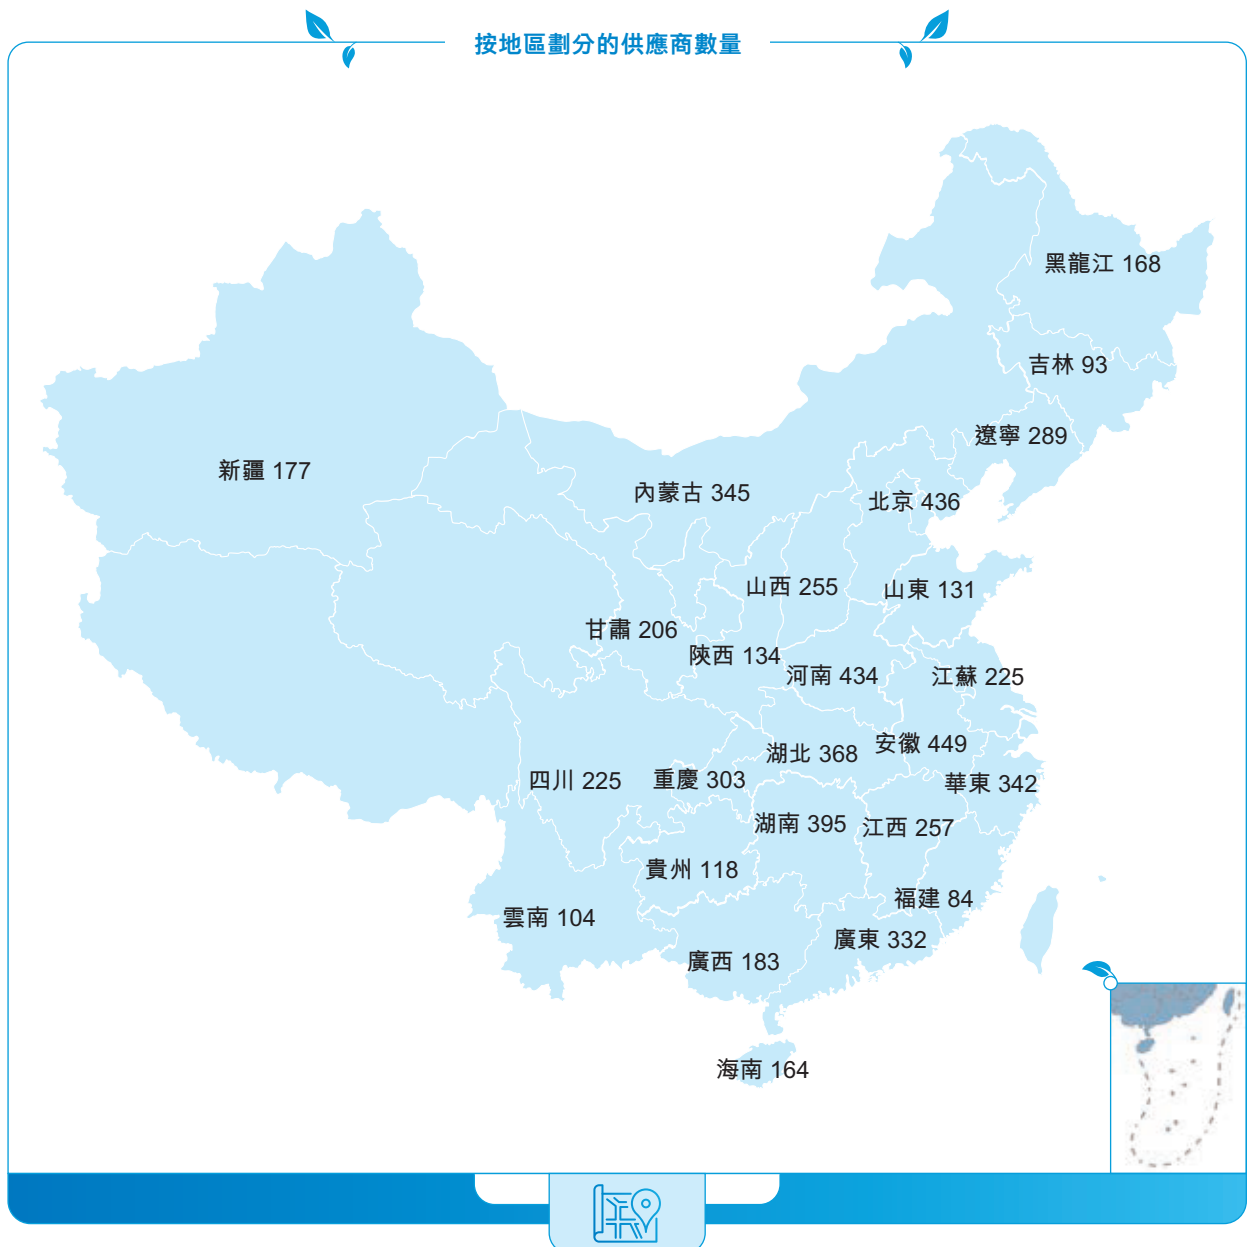 按地區劃分的供應商數量
黑龍江 168
吉林 93
遼寧 289
新疆 177
內蒙古 345
北京 436
山西 255
山東 131
甘肅 206
陝西 134
河南 434
江蘇 225
湖北 368
安徽 449
四川 225
重慶 303
華東 342
湖南 395
江西 257
貴州 118
福建 84
雲南 104
廣東 332
廣西 183
海南 164